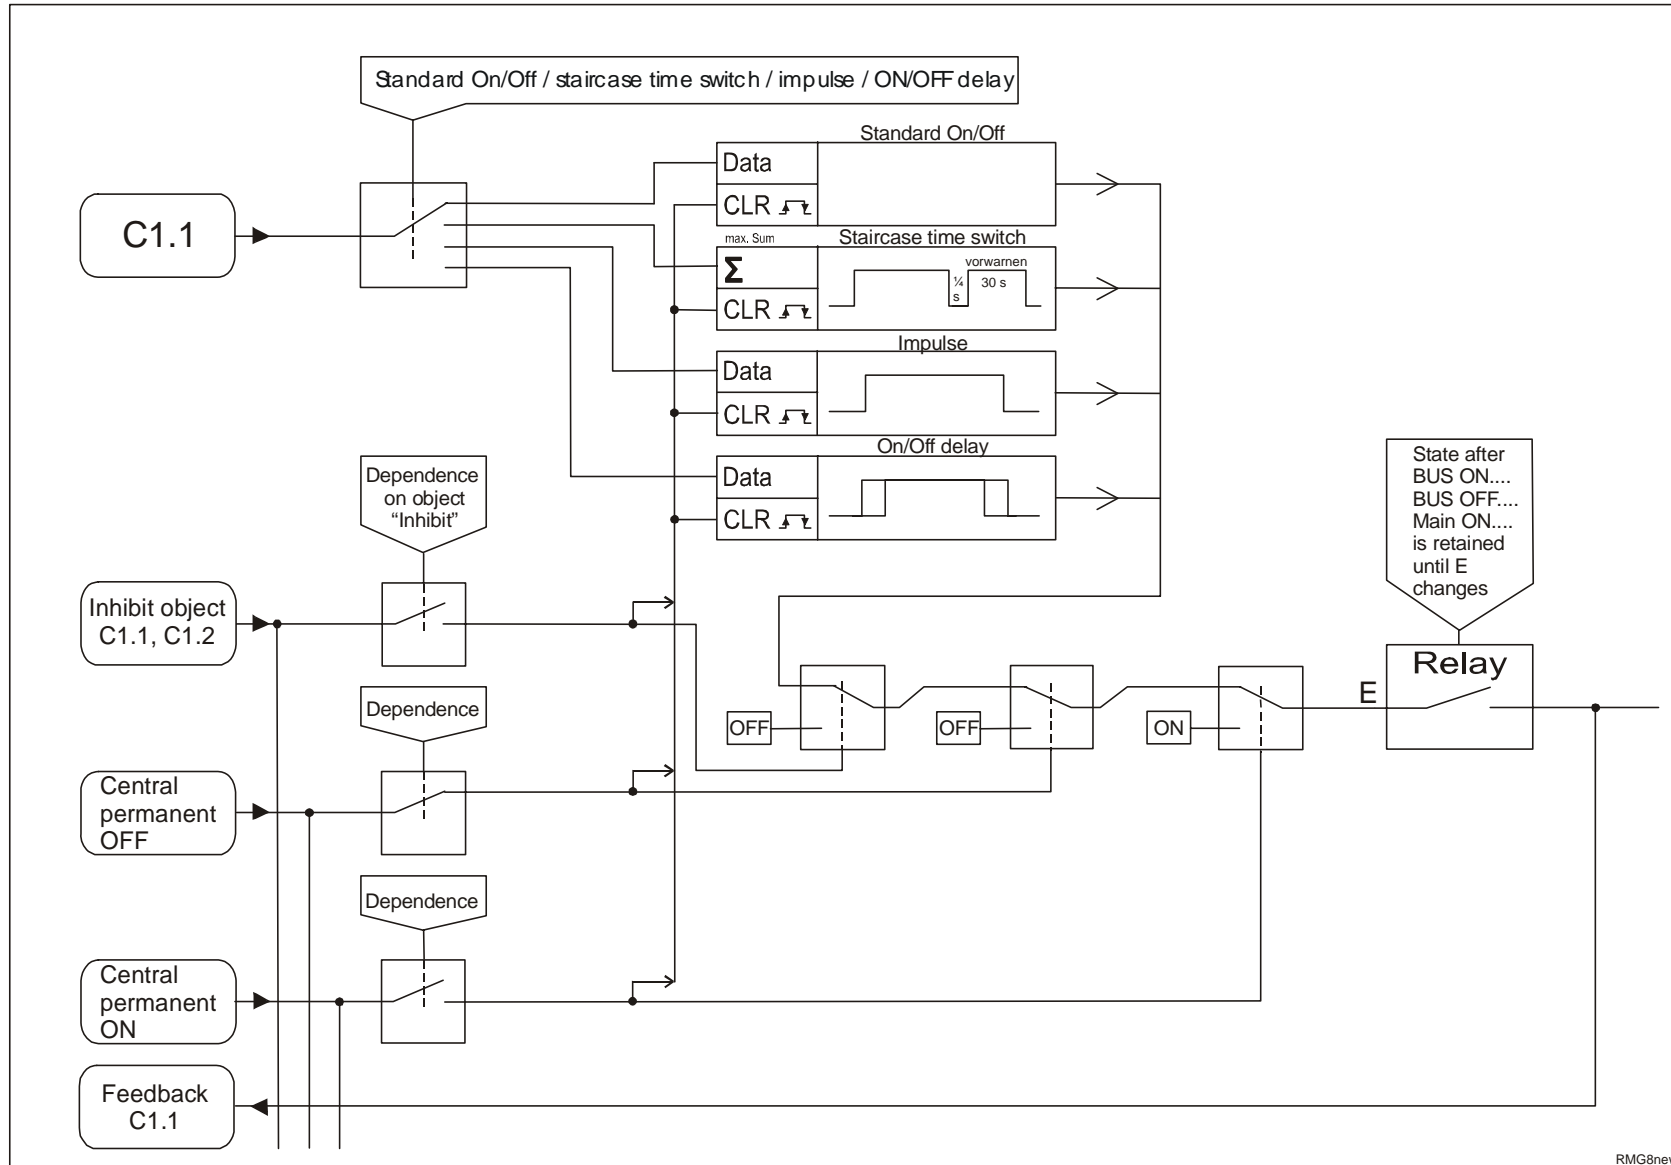 Standard On/Off / staircase time switch / impulse / ON/OFF delay
C1.1
Standard On/Off
Data
CLR
max. Sum
Staircase time switch
Σ
vorwarnen
¼
s
30 s
CLR
Impulse
Data
CLR
On/Off delay
Data
CLR
Dependence
on object
“Inhibit”
State after
BUS ON....
BUS OFF....
Main ON....
is retained
until E
changes
Inhibit object
C1.1, C1.2
Relay
E
OFF
OFF
ON
Dependence
Central
permanent
OFF
Dependence
Central
permanent
ON
Feedback
C1.1
RMG8new